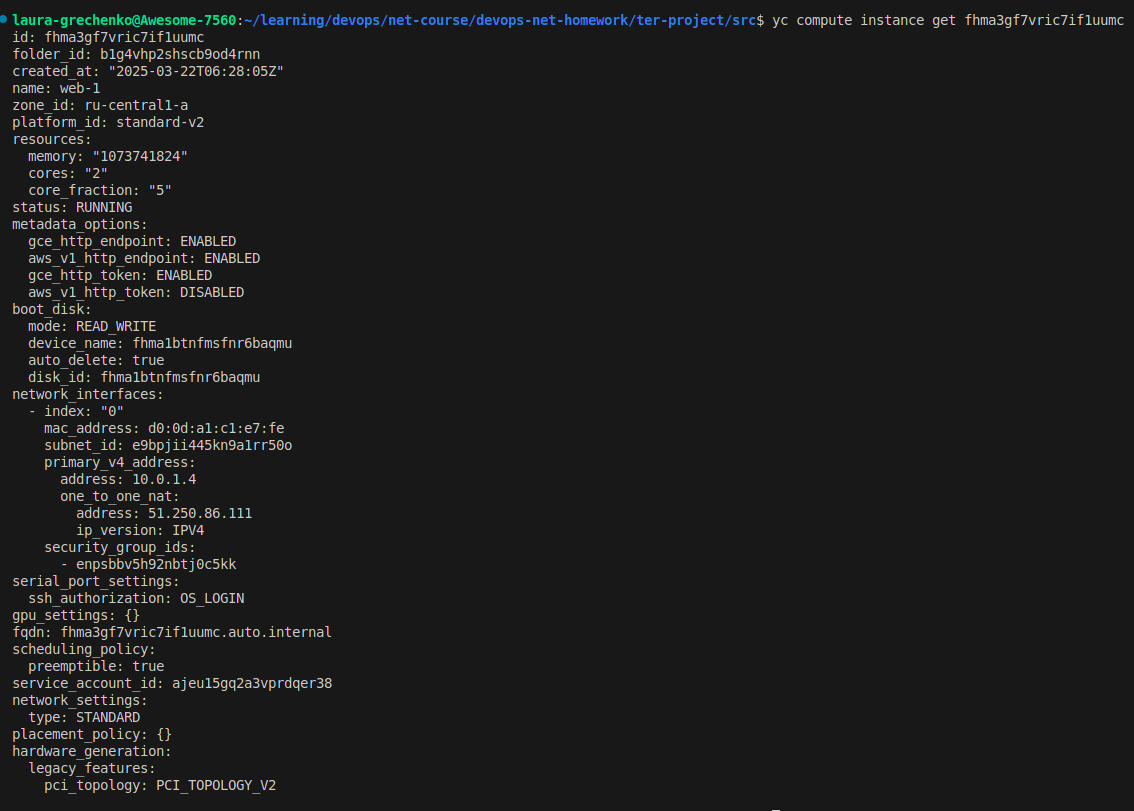 laura-grechenko@Awesome-7560:~/learning/devops/net-course/devops-net-homework/ter-project/src$ yc compute instance get fhma3gf7vric7if1uumc
id: fhma3gf7vric7if1uumc
folder_id: b1g4vhp2shscb9od4rnn
created_at: "2025-03-22T06:28:05Z"
name: web-1
zone_id: ru-central1-a
platform_id: standard-v2
resources:
  memory: "1073741824"
  cores: "2"
  core_fraction: "5"
status: RUNNING
metadata_options:
  gce_http_endpoint: ENABLED
  aws_v1_http_endpoint: ENABLED
  gce_http_token: ENABLED
  aws_v1_http_token: DISABLED
boot_disk:
  mode: READ_WRITE
  device_name: fhma1btnfmsfnr6baqmu
  auto_delete: true
  disk_id: fhma1btnfmsfnr6baqmu
network_interfaces:
  - index: "0"
    mac_address: d0:0d:a1:c1:e7:fe
    subnet_id: e9bpjii445kn9a1rr50o
    primary_v4_address:
      address: 10.0.1.4
      one_to_one_nat:
        address: 51.250.86.111
        ip_version: IPV4
    security_group_ids:
      - enpsbbv5h92nbtj0c5kk
serial_port_settings:
  ssh_authorization: OS_LOGIN
gpu_settings: {}
fqdn: fhma3gf7vric7if1uumc.auto.internal
scheduling_policy:
  preemptible: true
service_account_id: ajeu15gq2a3vprdqer38
network_settings:
  type: STANDARD
placement_policy: {}
hardware_generation:
  legacy_features:
    pci_topology: PCI_TOPOLOGY_V2